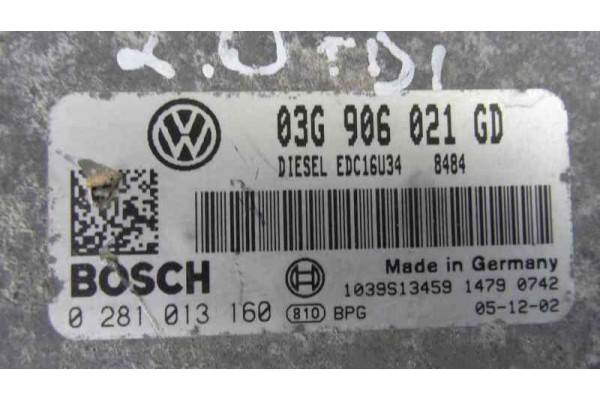 2.0 TDI
03G 906 021 GD
DIESEL EDC16U34 8484
BOSCH
Made in Germany
1039S13459 1479 0742
0 281 013 160 810 BPG 05-12-02